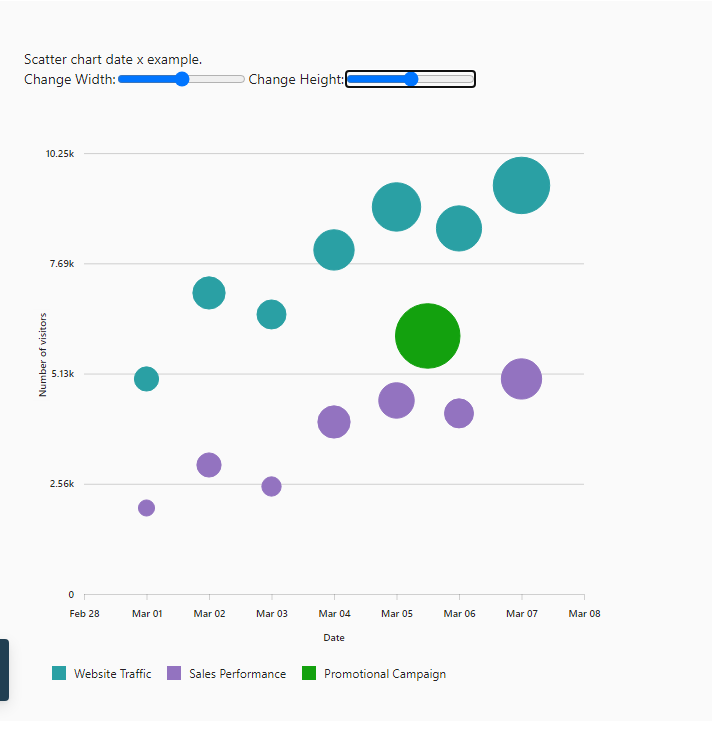 Scatter chart date x example.
Change Width: Change Height:
10.25k
7.69k
5.13k
2.56k
0
Number of visitors
Feb 28 Mar 01 Mar 02 Mar 03 Mar 04 Mar 05 Mar 06 Mar 07 Mar 08
Date
Website Traffic Sales Performance Promotional Campaign